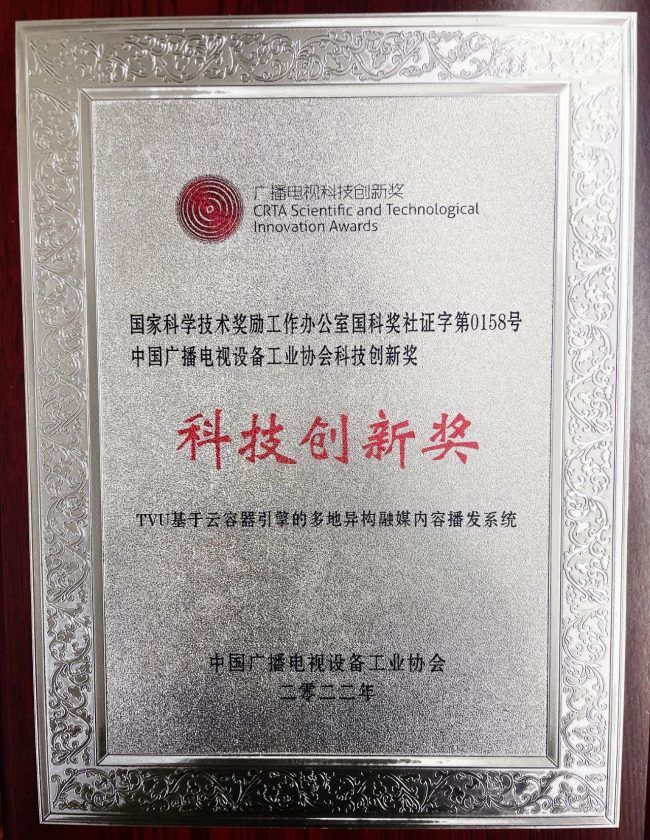 广播电视科技创新奖
CRTA Scientific and Technological
Innovation Awards
国家科学技术奖励工作办公室国科奖社证字第0158号
中国广播电视设备工业协会科技创新奖
科技创新奖
TVU基于云容器引擎的多地异构融媒内容播发系统
中国广播电视设备工业协会
二零二二年